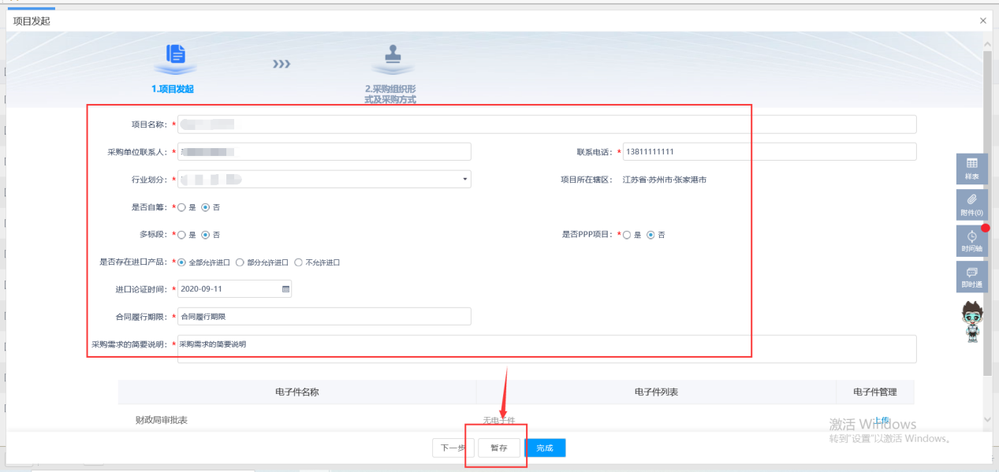 项目发起
1.项目发起
2.采购组织形
式及采购方式
项目名称： *
采购单位联系人： *
联系电话： * 13811111111
行业划分： *
项目所在辖区： 江苏省·苏州市·张家港市
是否自筹： * 是 否
多标段： * 是 否
是否PPP项目： * 是 否
是否存在进口产品： * 全部允许进口 部分允许进口 不允许进口
进口论证时间： * 2020-09-11
合同履行期限： * 合同履行期限
采购需求的简要说明： * 采购需求的简要说明
样表
附件(0)
时间轴
即时通
电子件名称 电子件列表 电子件管理
财政局审批表 无电子件 上传
激活 Windows
转到"设置"以激活 Windows。
下一步 暂存 完成